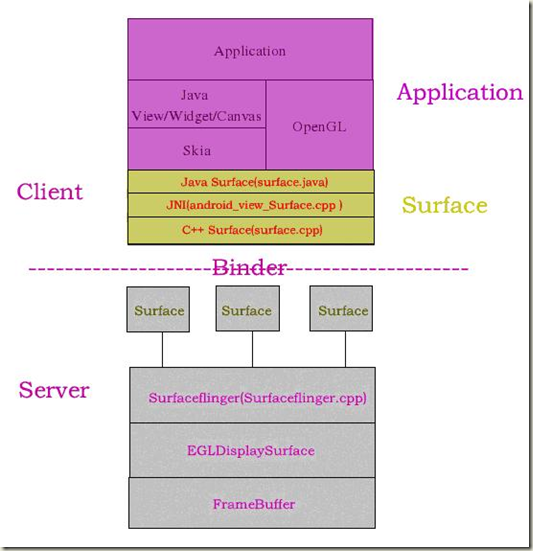 Application
Java
View/Widget/Canvas
OpenGL
Skia
Application
Client
Java Surface(surface.java)
JNI(android_view_Surface.cpp )
C++ Surface(surface.cpp)
Surface
Binder
Surface
Surface
Surface
Server
Surfaceflinger(Surfaceflinger.cpp)
EGLDisplaySurface
FrameBuffer